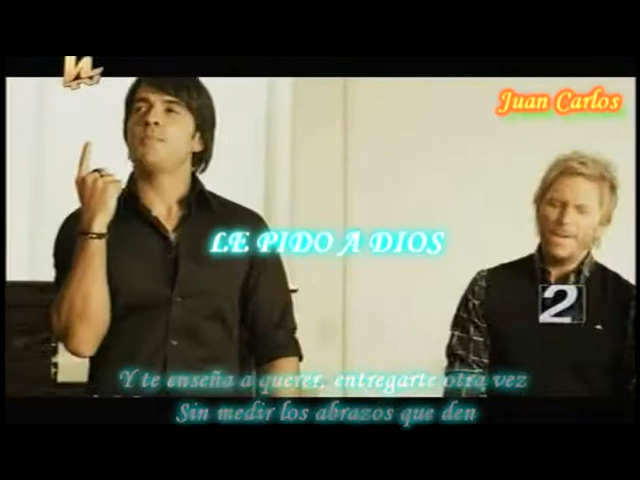 Juan Carlos
LE PIDO A DIOS
2
Y te enseña a querer, entregarte otra vez
Sin medir los abrazos que den